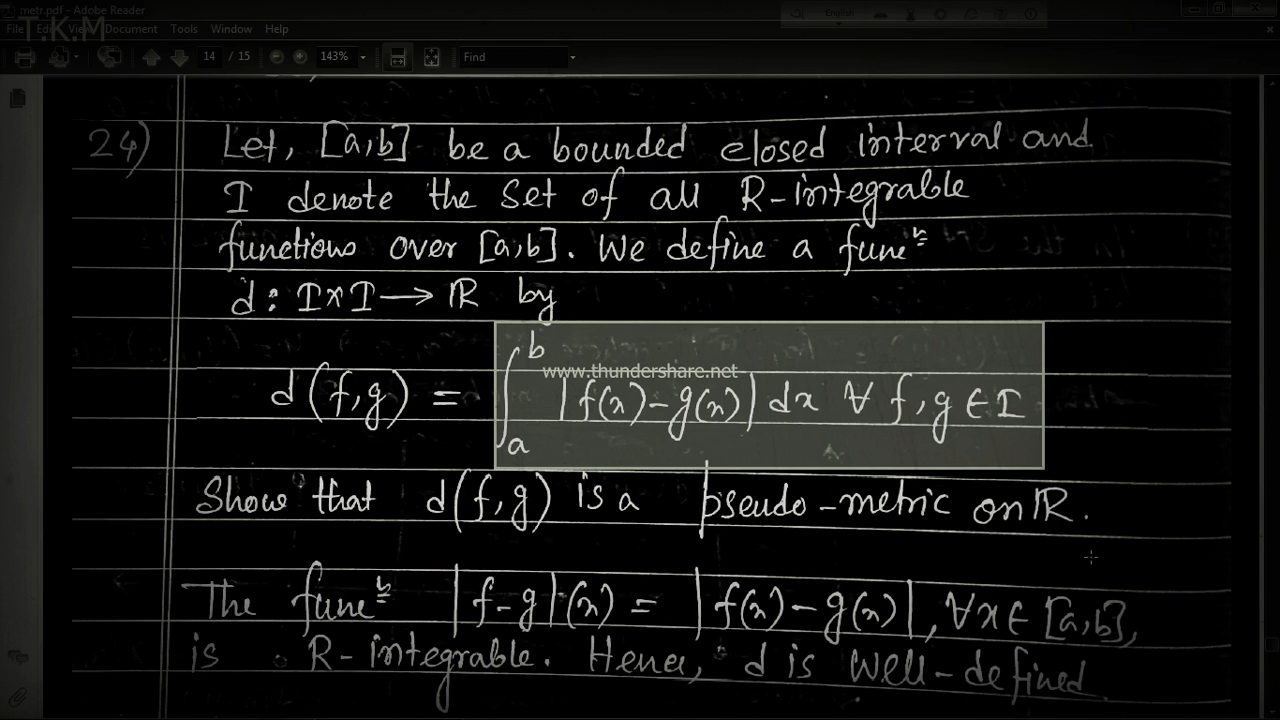 metr.pdf - Adobe Reader
T.K.M
File Edit View Document Tools Window Help
English
14 / 15 143% Find
24) Let, [a,b] be a bounded closed interval and
I denote the set of all R-integrable
functions over [a,b]. We define a funcⁿ
d : I×I → ℝ by
d(f,g) = ∫ₐᵇ |f(x)-g(x)| dx ∀ f,g ∈ I
www.thundershare.net
Show that d(f,g) is a pseudo-metric on ℝ.
The funcⁿ |f-g|(x) = |f(x)-g(x)|, ∀x∈[a,b],
is R-integrable. Hence, d is well-defined.